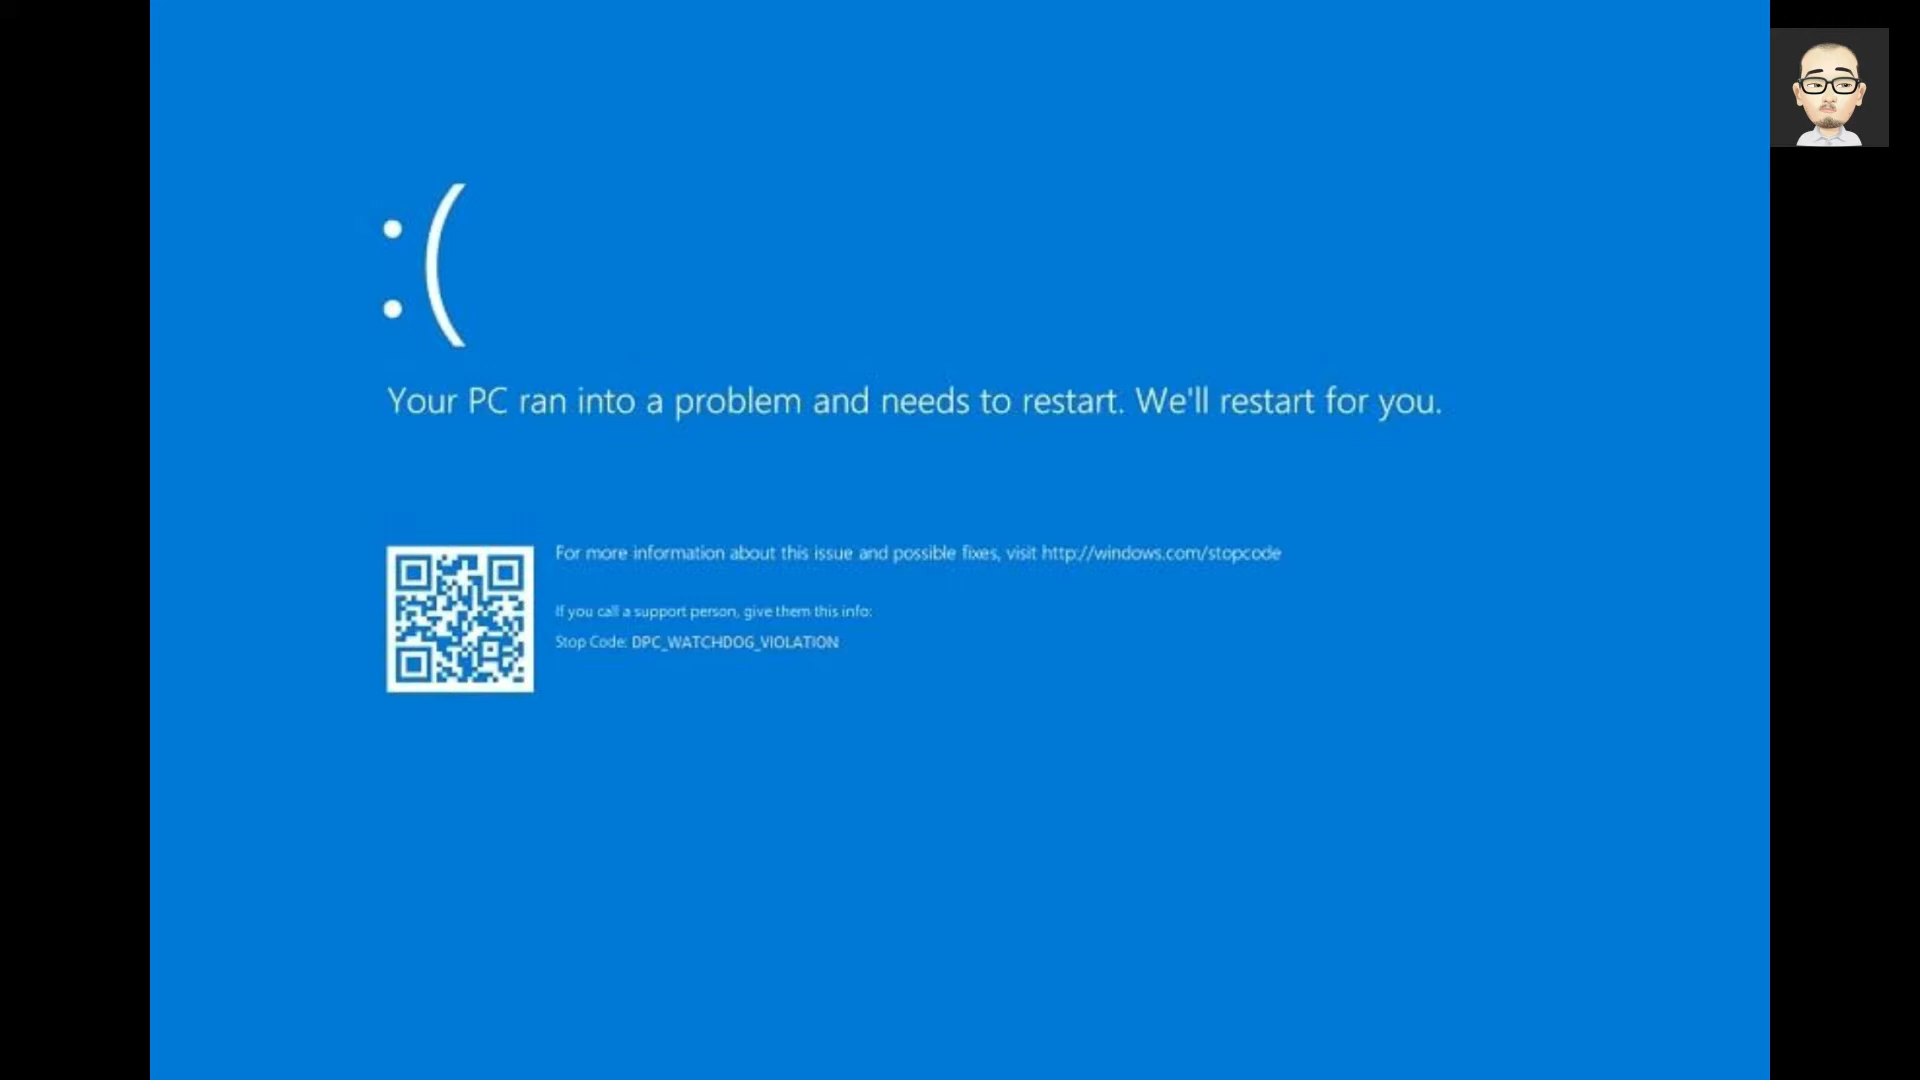 :(
Your PC ran into a problem and needs to restart. We'll restart for you.
For more information about this issue and possible fixes, visit http://windows.com/stopcode
If you call a support person, give them this info:
Stop Code: DPC_WATCHDOG_VIOLATION